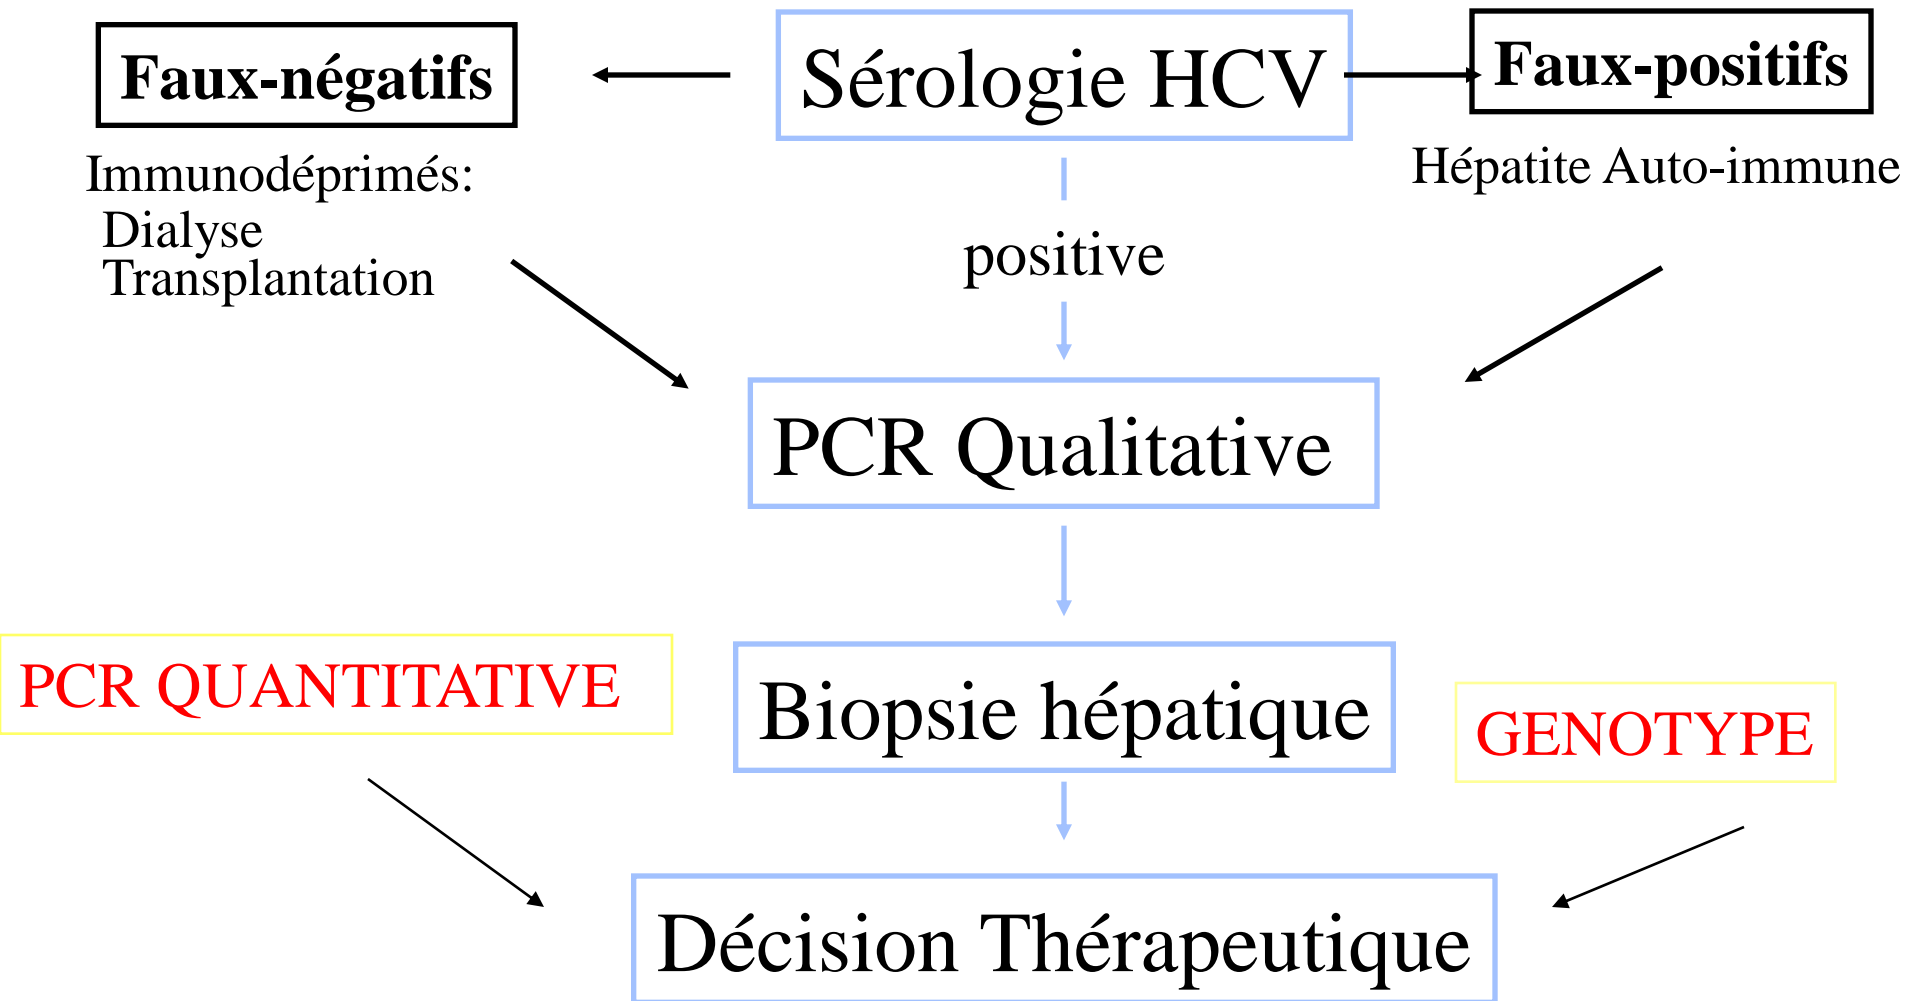 Faux-négatifs
Sérologie HCV
Faux-positifs
Immunodéprimés:
Dialyse
Transplantation
Hépatite Auto-immune
positive
PCR Qualitative
PCR QUANTITATIVE
Biopsie hépatique
GENOTYPE
Décision Thérapeutique